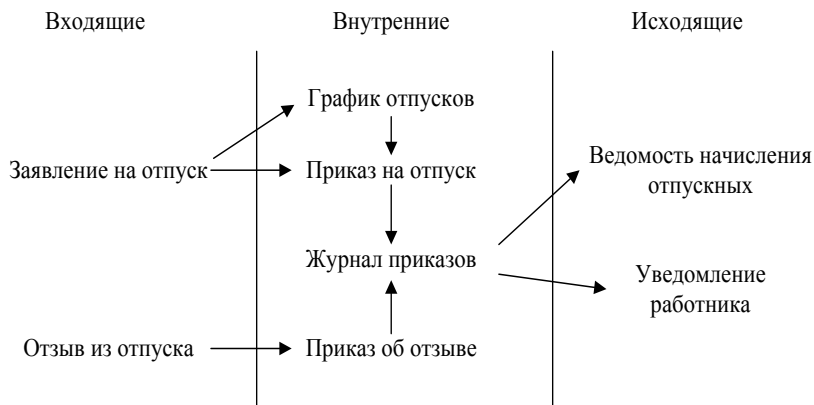 Входящие
Внутренние
Исходящие
График отпусков
Заявление на отпуск
Приказ на отпуск
Ведомость начисления
отпускных
Журнал приказов
Уведомление
работника
Отзыв из отпуска
Приказ об отзыве